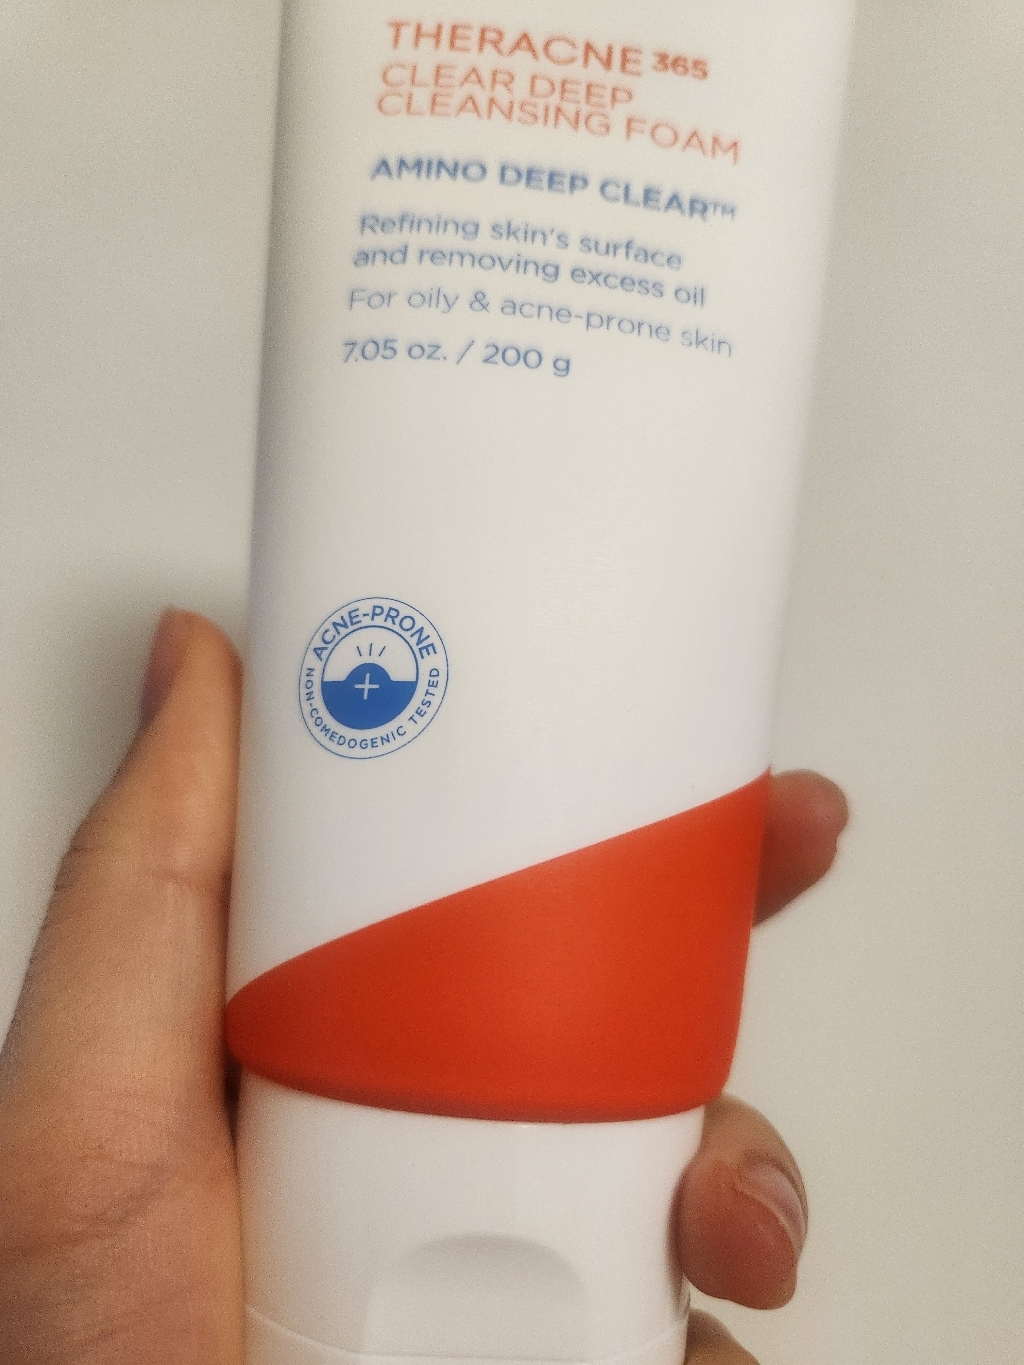 THERACNE 365
CLEAR DEEP
CLEANSING FOAM
AMINO DEEP CLEAR™
Refining skin's surface
and removing excess oil
For oily & acne-prone skin
7.05 oz. / 200 g
ACNE-PRONE
NON-COMEDOGENIC TESTED